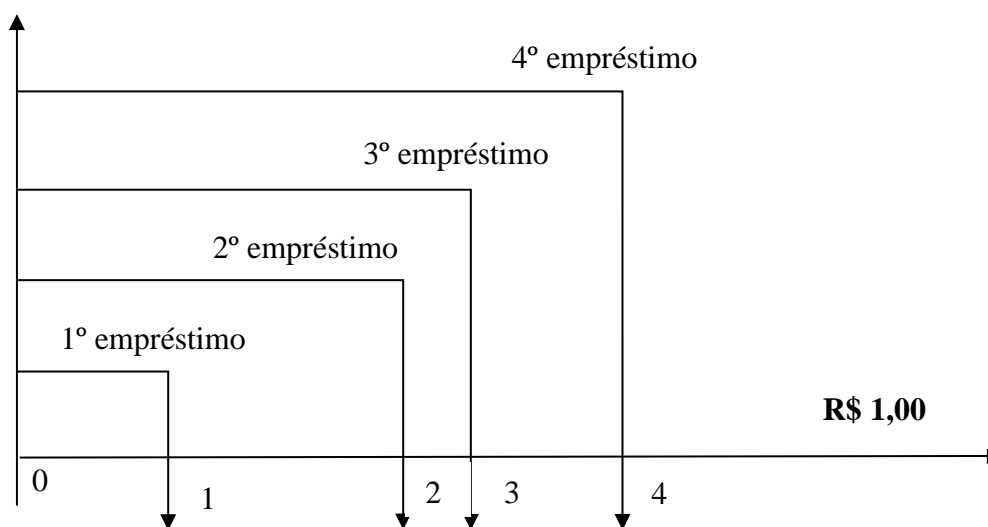 4º empréstimo
3º empréstimo
2º empréstimo
1º empréstimo
R$ 1,00
0 1 2 3 4